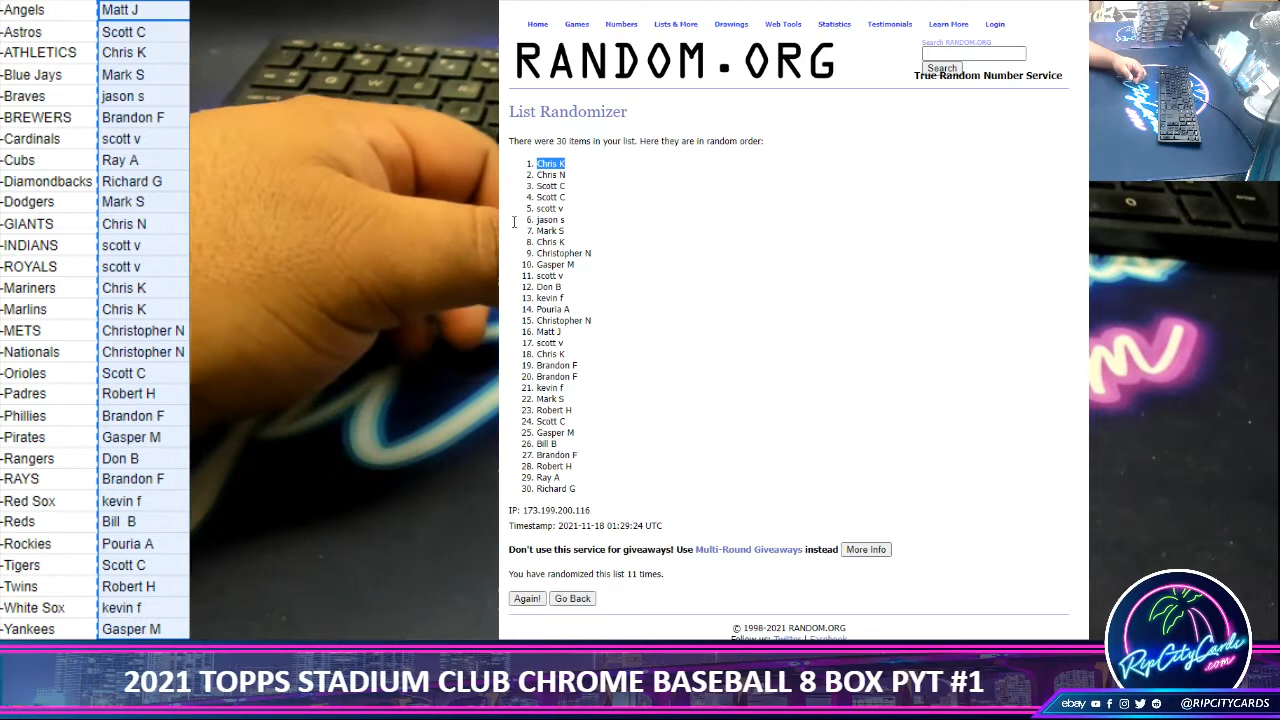 -Angels Matt J
-Astros Scott C
-ATHLETICS Chris K
-Blue Jays Mark S
-Braves jason s
-BREWERS Brandon F
-Cardinals scott v
-Cubs Ray A
-Diamondbacks Richard G
-Dodgers Mark S
-GIANTS Chris N
-INDIANS scott v
-ROYALS scott v
-Mariners Chris K
-Marlins Chris K
-METS Christopher N
-Nationals Christopher N
-Orioles Scott C
-Padres Robert H
-Phillies Brandon F
-Pirates Gasper M
-Rangers Don B
-RAYS Brandon F
-Red Sox kevin f
-Reds Bill B
-Rockies Pouria A
-Tigers Scott C
-Twins Robert H
-White Sox kevin f
-Yankees Gasper M
Home Games Numbers Lists & More Drawings Web Tools Statistics Testimonials Learn More Login
RANDOM.ORG
Search RANDOM.ORG
Search
True Random Number Service
List Randomizer
There were 30 items in your list. Here they are in random order:
1. Chris K
2. Chris N
3. Scott C
4. Scott C
5. scott v
6. jason s
7. Mark S
8. Chris K
9. Christopher N
10. Gasper M
11. scott v
12. Don B
13. kevin f
14. Pouria A
15. Christopher N
16. Matt J
17. scott v
18. Chris K
19. Brandon F
20. Brandon F
21. kevin f
22. Mark S
23. Robert H
24. Scott C
25. Gasper M
26. Bill B
27. Brandon F
28. Robert H
29. Ray A
30. Richard G
IP: 173.199.200.116
Timestamp: 2021-11-18 01:29:24 UTC
Don't use this service for giveaways! Use Multi-Round Giveaways instead More Info
You have randomized this list 11 times.
Again! Go Back
© 1998-2021 RANDOM.ORG
Follow us: Twitter | Facebook
2021 TOPPS STADIUM CLUB CHROME BASEBALL 8 BOX PYT #1
RipCityCards
.com
ebay @RIPCITYCARDS